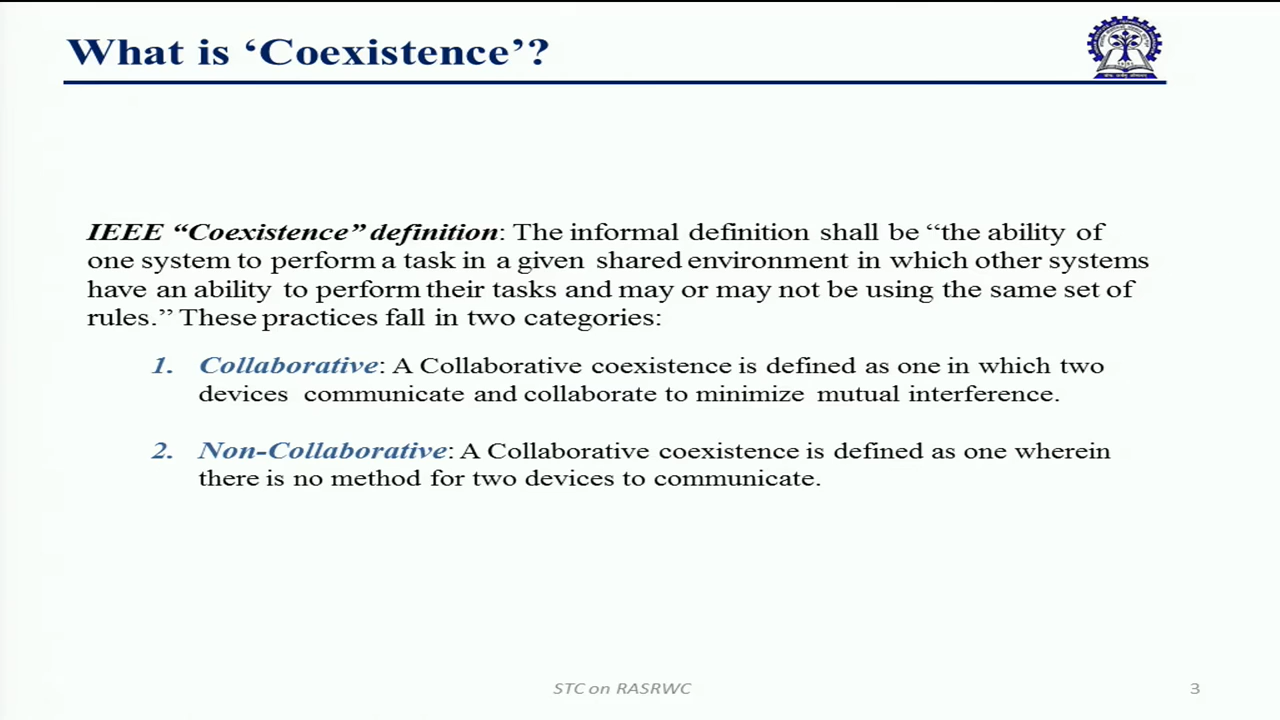 What is ‘Coexistence’?
IEEE “Coexistence” definition: The informal definition shall be “the ability of
one system to perform a task in a given shared environment in which other systems
have an ability to perform their tasks and may or may not be using the same set of
rules.” These practices fall in two categories:
1. Collaborative: A Collaborative coexistence is defined as one in which two
devices communicate and collaborate to minimize mutual interference.
2. Non-Collaborative: A Collaborative coexistence is defined as one wherein
there is no method for two devices to communicate.
STC on RASRWC
3